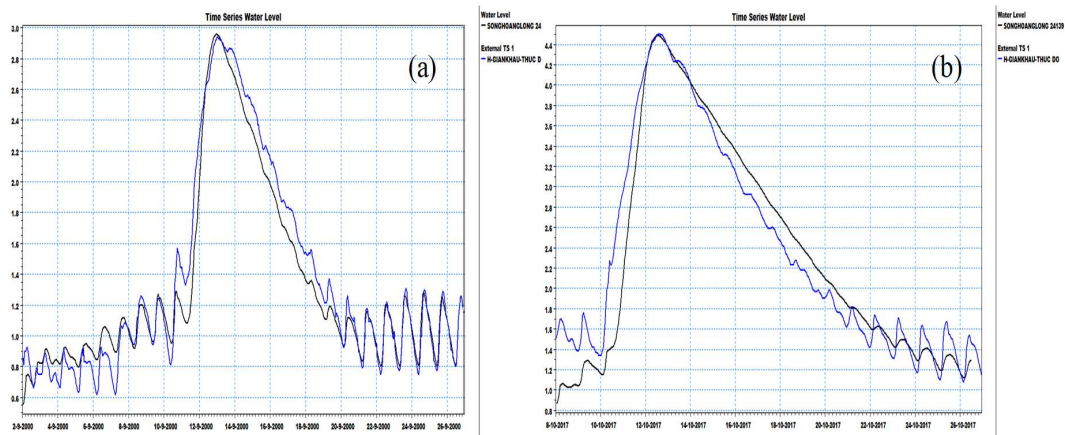 Time Series Water Level
Water Level
SONGHOANGLONG 24
External TS 1
H-GIANKHAU-THUC D
(a)
3.0
2.8
2.6
2.4
2.2
2.0
1.8
1.6
1.4
1.2
1.0
0.8
0.6
2-9-2000 4-9-2000 6-9-2000 8-9-2000 10-9-2000 12-9-2000 14-9-2000 16-9-2000 18-9-2000 20-9-2000 22-9-2000 24-9-2000 26-9-2000
Time Series Water Level
Water Level
SONGHOANGLONG 24139
External TS 1
H-GIANKHAU-THUC DO
(b)
4.4
4.2
4.0
3.8
3.6
3.4
3.2
3.0
2.8
2.6
2.4
2.2
2.0
1.8
1.6
1.4
1.2
1.0
0.8
8-10-2017 10-10-2017 12-10-2017 14-10-2017 16-10-2017 18-10-2017 20-10-2017 22-10-2017 24-10-2017 26-10-2017